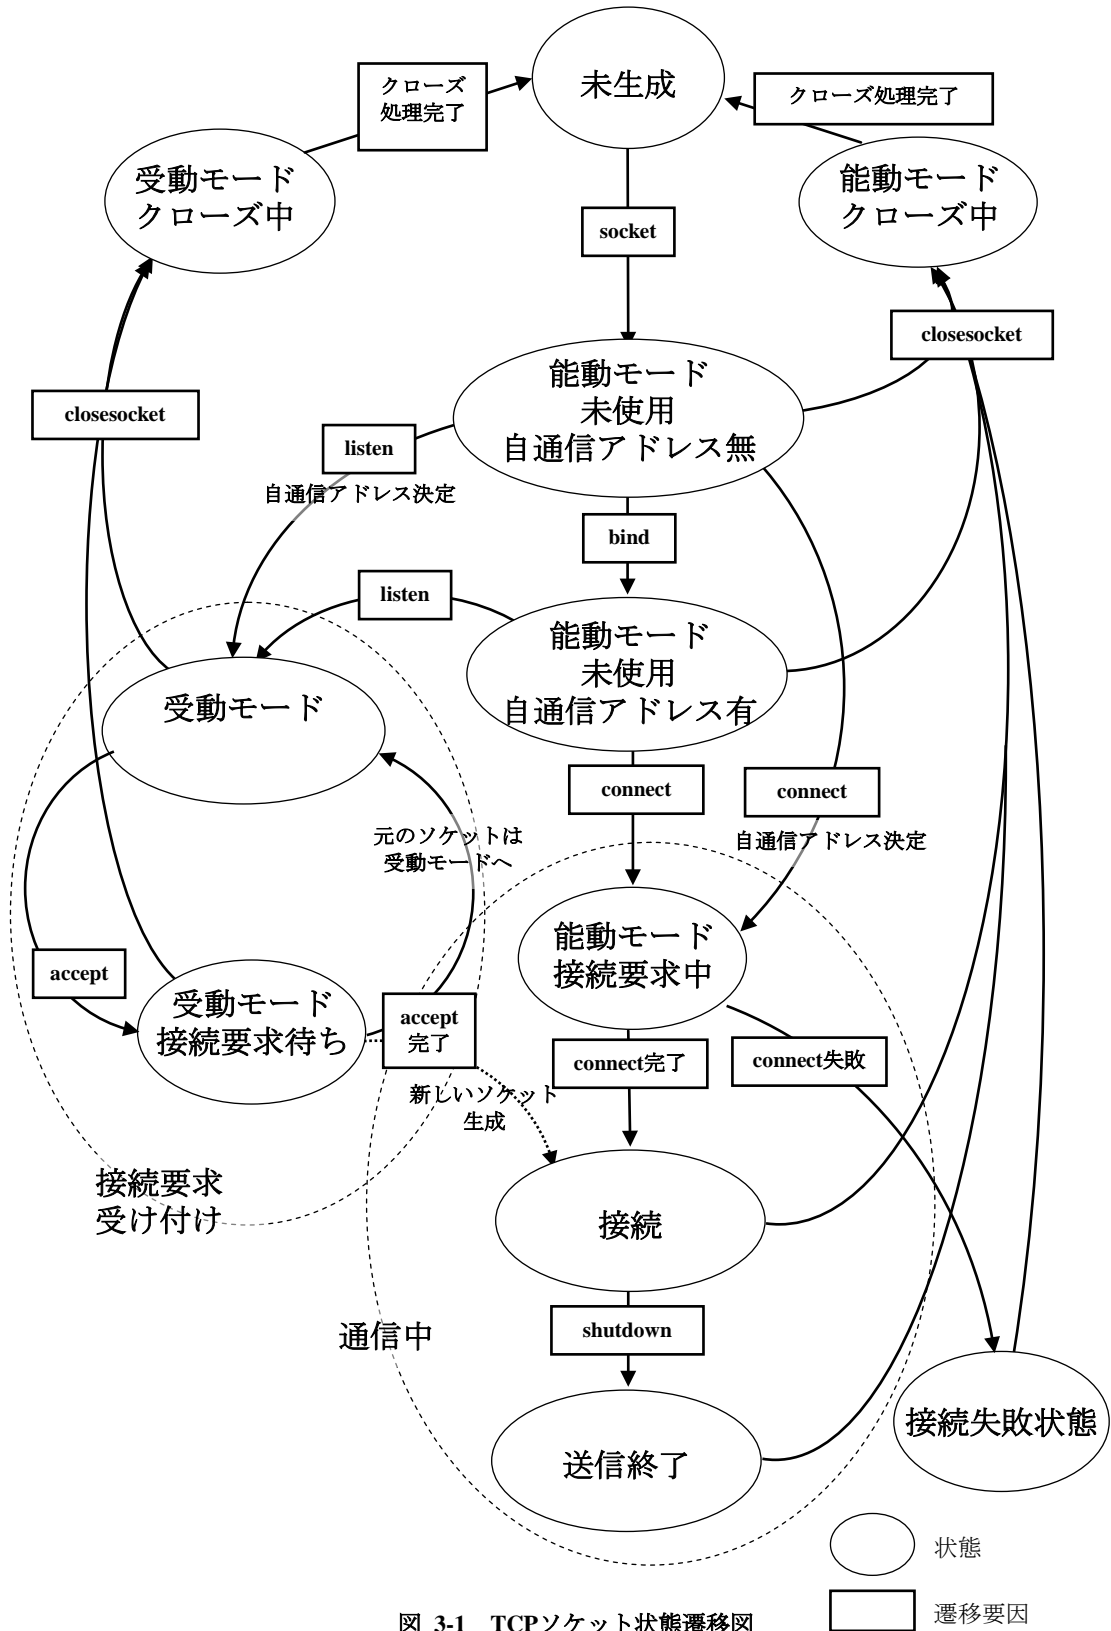 未生成
クローズ
処理完了
クローズ処理完了
受動モード
クローズ中
能動モード
クローズ中
socket
closesocket
能動モード
未使用
自通信アドレス無
closesocket
listen
自通信アドレス決定
bind
listen
能動モード
未使用
自通信アドレス有
受動モード
connect
connect
自通信アドレス決定
元のソケットは
受動モードへ
能動モード
接続要求中
accept
受動モード
接続要求待ち
accept
完了
connect完了
connect失敗
新しいソケット
生成
接続要求
受け付け
接続
通信中
shutdown
接続失敗状態
送信終了
状態
遷移要因
図 3-1 TCPソケット状態遷移図